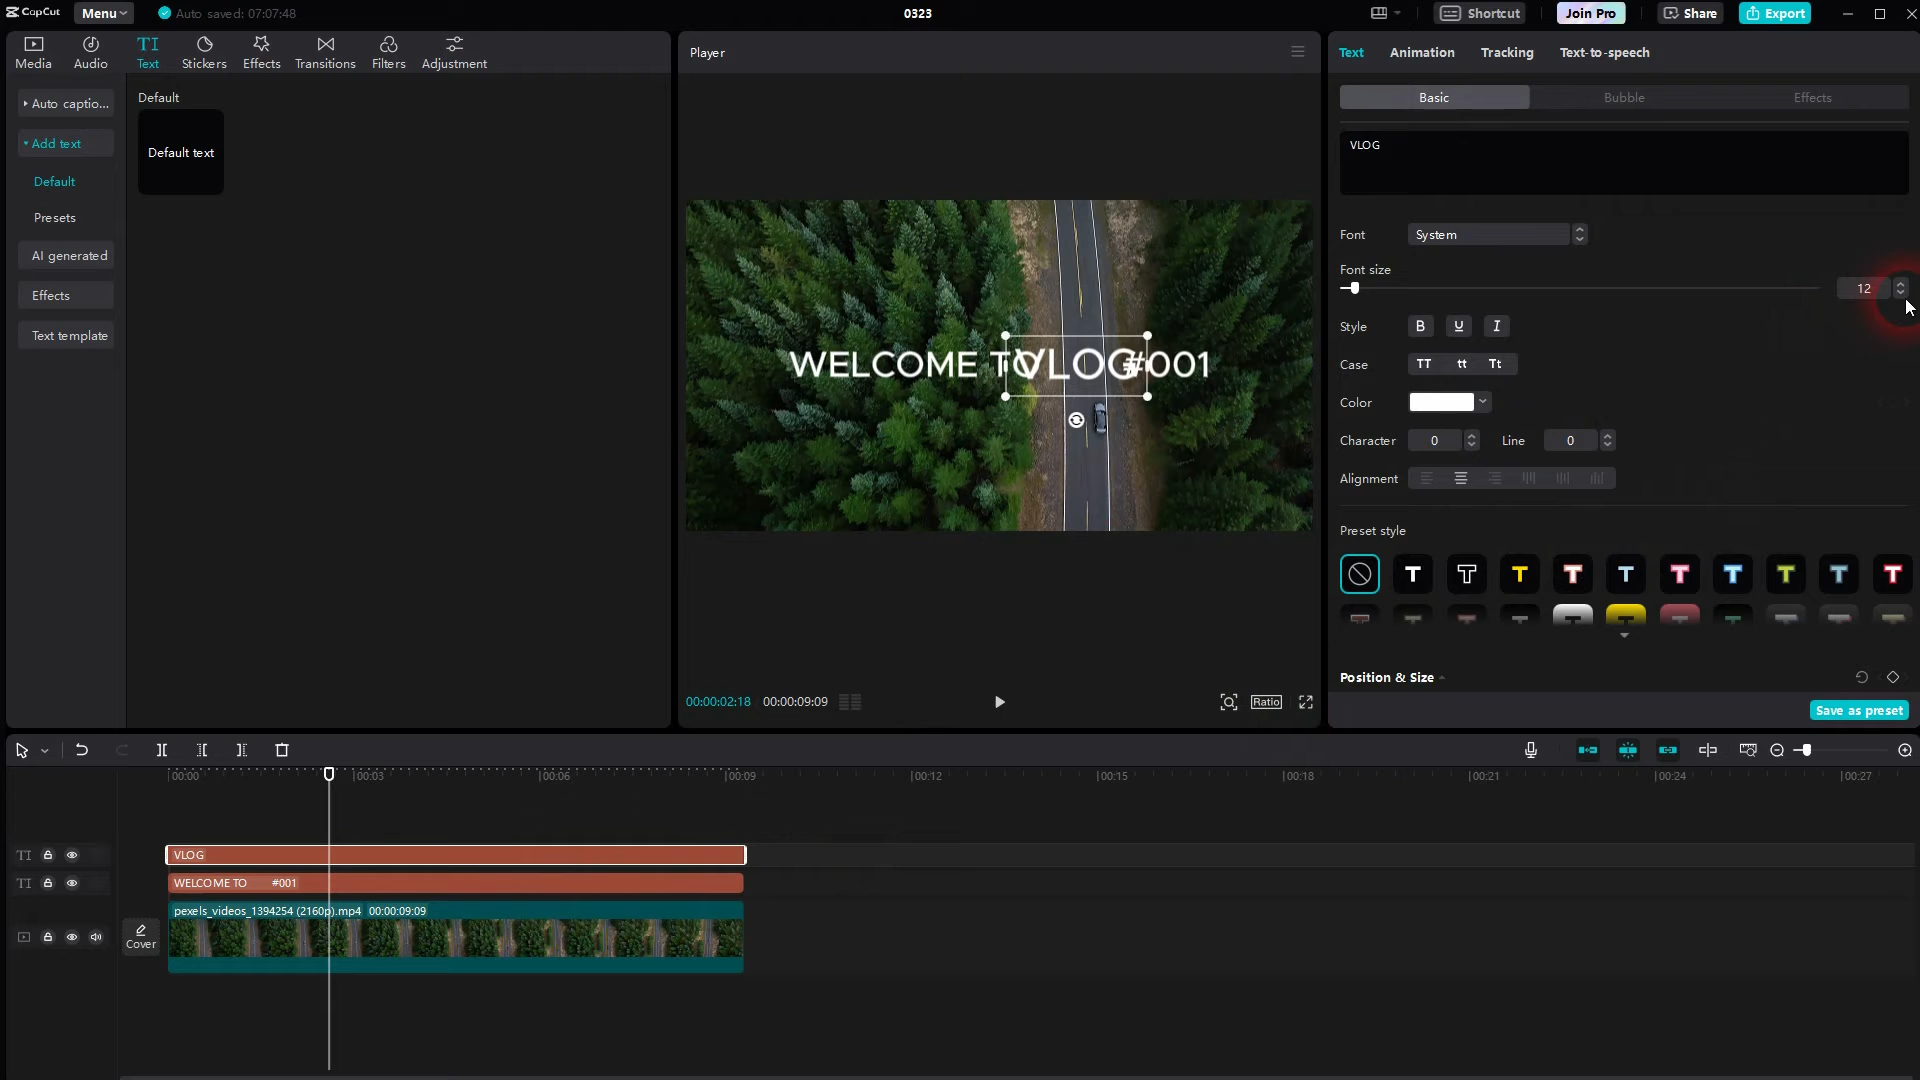 CapCut
Menu
Auto saved: 07:07:48
0323
Shortcut
Join Pro
Share
Export
Media
Audio
TI
Text
Stickers
Effects
Transitions
Filters
Adjustment
Auto captio...
Add text
Default
Presets
AI generated
Effects
Text template
Default
Default text
Player
WELCOME TO
VLOG
#001
00:00:02:18
00:00:09:09
Ratio
Text
Animation
Tracking
Text-to-speech
Basic
Bubble
Effects
VLOG
Font
System
Font size
12
Style
B
U
I
Case
TT
tt
Tt
Color
Character
0
Line
0
Alignment
Preset style
T
T
T
T
T
T
T
T
T
T
Position & Size
Save as preset
00:00
00:03
00:06
00:09
00:12
00:15
00:18
00:21
00:24
00:27
TI
VLOG
TI
WELCOME TO #001
pexels_videos_1394254 (2160p).mp4 00:00:09:09
Cover